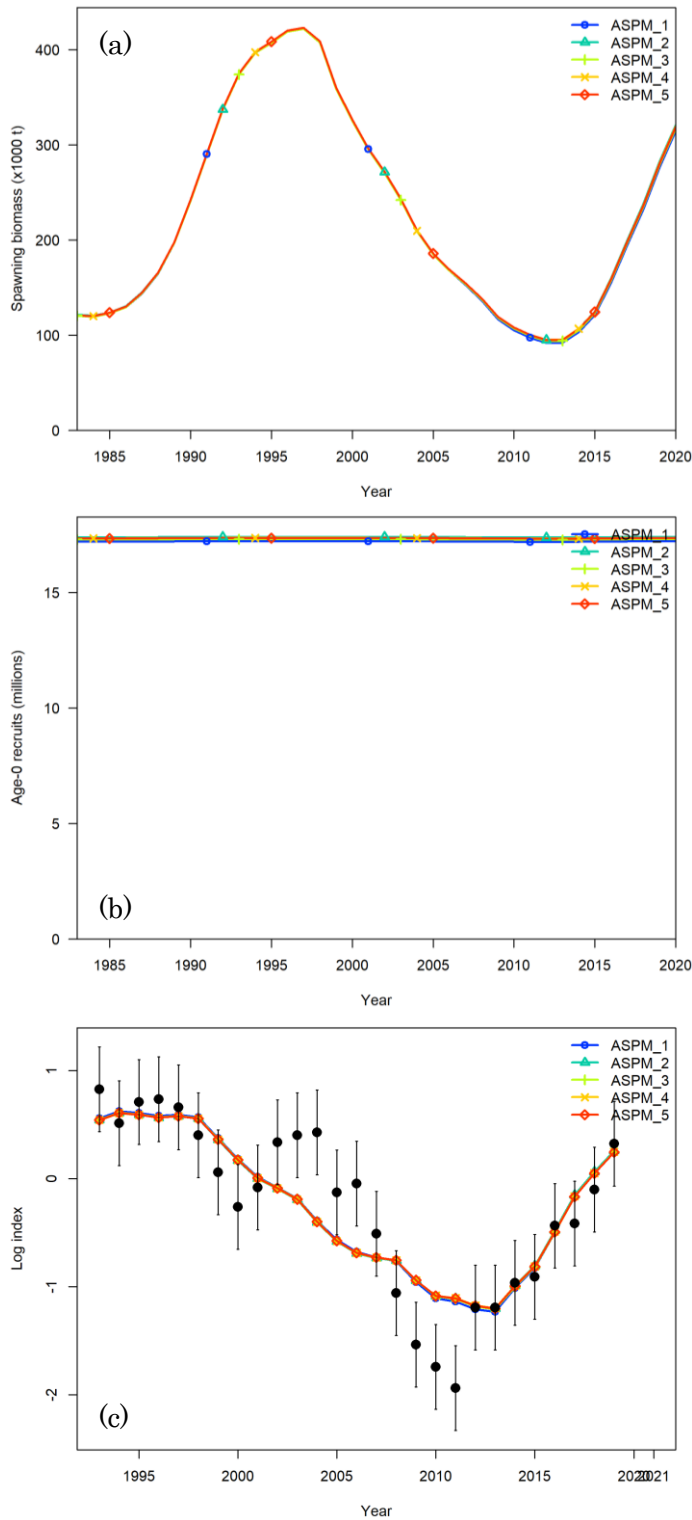 (a)
ASPM_1
ASPM_2
ASPM_3
ASPM_4
ASPM_5
Spawning biomass (x1000 t)
400
300
200
100
0
1985 1990 1995 2000 2005 2010 2015 2020
Year
ASPM_1
ASPM_2
ASPM_3
ASPM_4
ASPM_5
Age-0 recruits (millions)
15
10
5
0
(b)
1985 1990 1995 2000 2005 2010 2015 2020
Year
ASPM_1
ASPM_2
ASPM_3
ASPM_4
ASPM_5
Log index
1
0
-1
-2
(c)
1995 2000 2005 2010 2015 2020 2021
Year